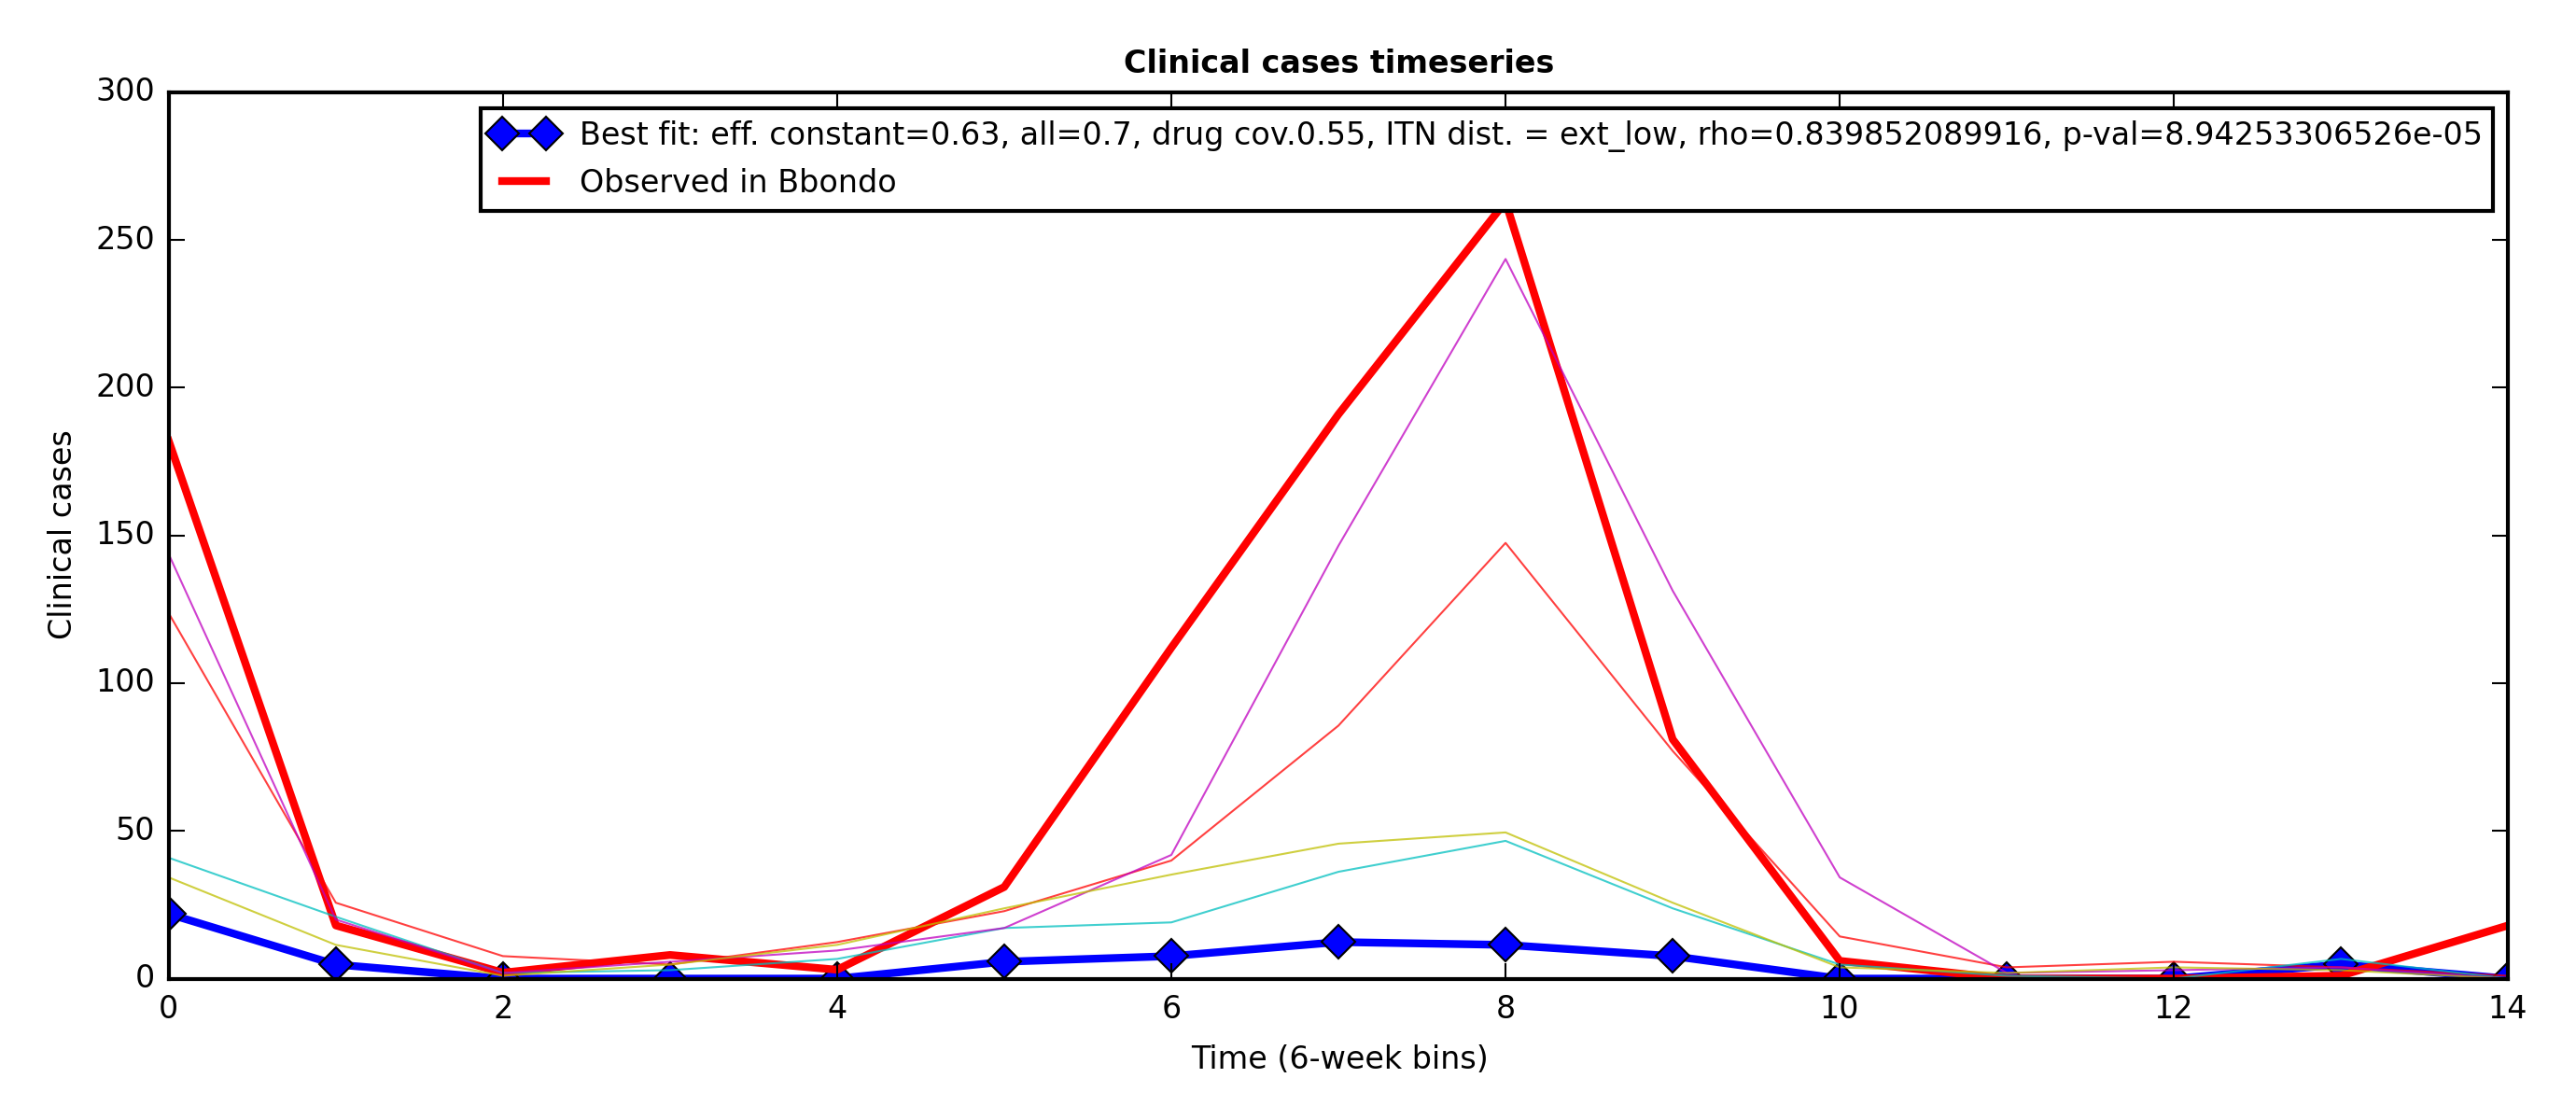 Clinical cases timeseries
300
250
200
150
100
50
0
Clinical cases
Best fit: eff. constant=0.63, all=0.7, drug cov.0.55, ITN dist. = ext_low, rho=0.839852089916, p-val=8.94253306526e-05
Observed in Bbondo
0 2 4 6 8 10 12 14
Time (6-week bins)